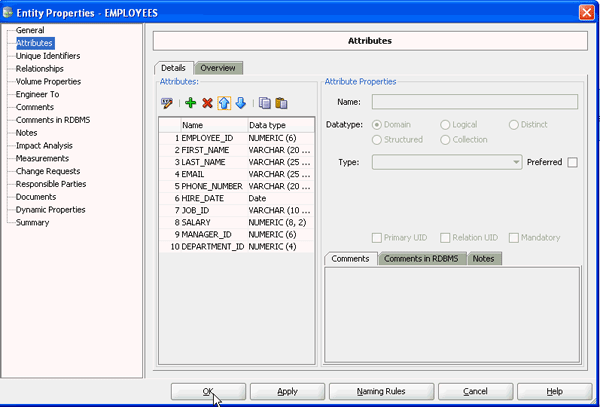 Entity Properties - EMPLOYEES
General
Attributes
Unique Identifiers
Relationships
Volume Properties
Engineer To
Comments
Comments in RDBMS
Notes
Impact Analysis
Measurements
Change Requests
Responsible Parties
Documents
Dynamic Properties
Summary
Attributes
Details Overview
Attributes:
Name Data type
1 EMPLOYEE_ID NUMERIC (6)
2 FIRST_NAME VARCHAR (20 ...
3 LAST_NAME VARCHAR (25 ...
4 EMAIL VARCHAR (25 ...
5 PHONE_NUMBER VARCHAR (20 ...
6 HIRE_DATE Date
7 JOB_ID VARCHAR (10 ...
8 SALARY NUMERIC (8, 2)
9 MANAGER_ID NUMERIC (6)
10 DEPARTMENT_ID NUMERIC (4)
Attribute Properties
Name:
Datatype: Domain Logical Distinct
Structured Collection
Type: Preferred
Primary UID Relation UID Mandatory
Comments Comments in RDBMS Notes
OK Apply Naming Rules Cancel Help